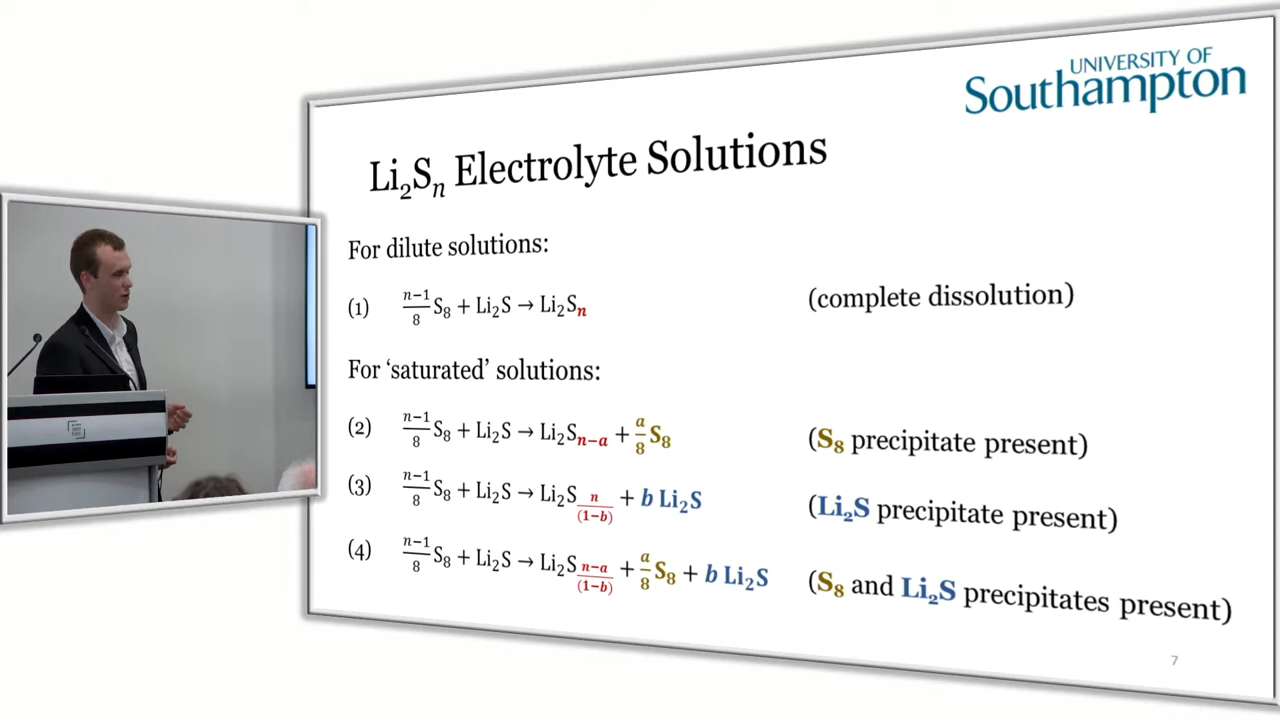 UNIVERSITY OF
Southampton
Li₂Sₙ Electrolyte Solutions
For dilute solutions:
(1) n−1/8 S₈ + Li₂S → Li₂Sₙ (complete dissolution)
For ‘saturated’ solutions:
(2) n−1/8 S₈ + Li₂S → Li₂Sₙ₋ₐ + a/8 S₈ (S₈ precipitate present)
(3) n−1/8 S₈ + Li₂S → Li₂S n/(1−b) + b Li₂S (Li₂S precipitate present)
(4) n−1/8 S₈ + Li₂S → Li₂S n−a/(1−b) + a/8 S₈ + b Li₂S (S₈ and Li₂S precipitates present)
7